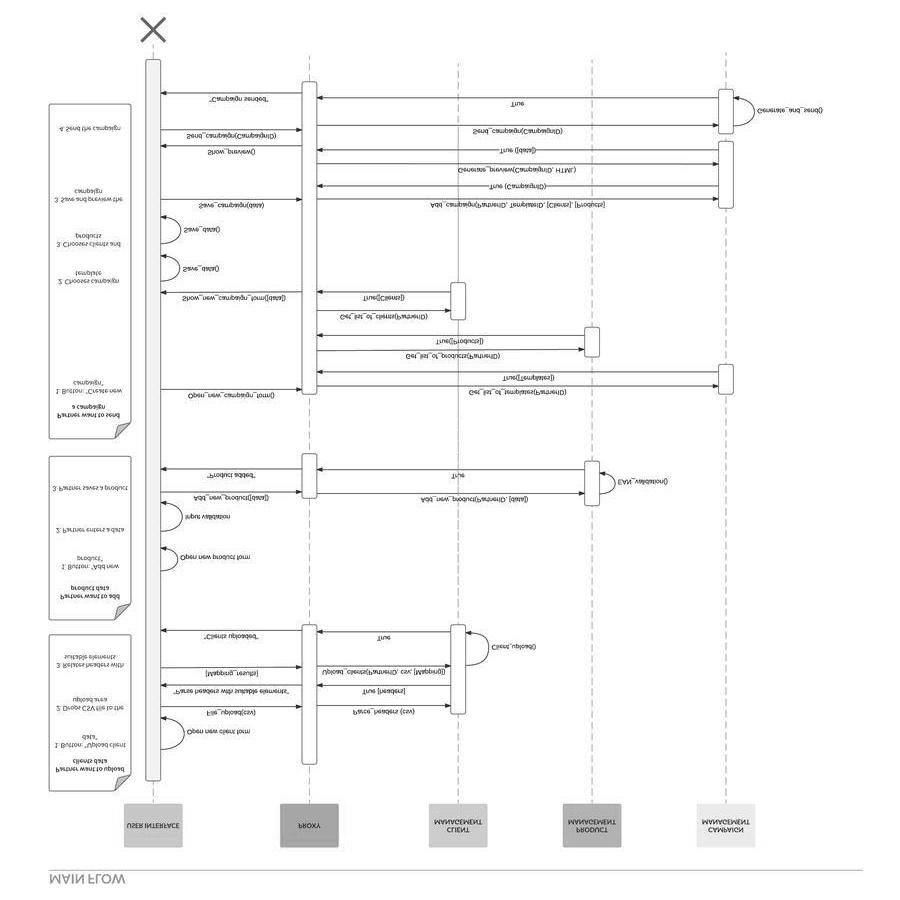 MAIN FLOW
USER INTERFACE
PROXY
CLIENT
MANAGEMENT
PRODUCT
MANAGEMENT
CAMPAIGN
MANAGEMENT
Partner want to upload
clients data
1. Button: "Upload client
data"
2. Drops CSV file to the
upload area
3. Relates headers with
suitable elements
Open new client form
File_upload(csv)
Parce_headers (csv)
True [headers]
"Parse headers with suitable elements"
[Mapping_results]
Upload_clients(PartnerID, csv, [Mapping])
Client_upload()
True
"Clients uploaded"
Partner want to add
product data
1. Button: "Add new
product"
2. Partner enters a data
3. Partner saves a product
Open new product form
Input validation
Add_new_product([data])
Add_new_product(PartnerID, [data])
EAN_validation()
True
"Product added"
Partner want to send
a campaign
1. Button: "Create new
campaign"
2. Chooses campaign
template
3. Chooses clients and
products
3. Save and preview the
campaign
4. Send the campaign
Open_new_campaign_form()
Get_list_of_templates(PartnerID)
True([Templates])
Get_list_of_products(PartnerID)
True([Products])
Get_list_of_clients(PartnerID)
True([Clients])
Show_new_campaign_form([data])
Save_data()
Save_data()
Save_campaign(data)
Add_campaign(PartnerID, TemplateID, [Clients], [Products]
True (CampaignID)
Generate_preview(CampaignID, HTML)
True ([data])
Show_preview()
Send_campaign(CampaignID)
Send_campaign(CampaignID)
Generate_and_send()
True
"Campaign sended"